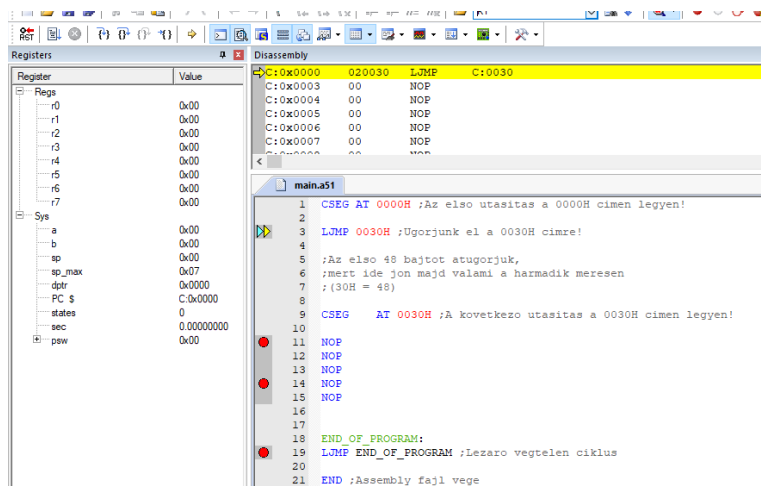 RST
Registers
Register Value
Regs
r0 0x00
r1 0x00
r2 0x00
r3 0x00
r4 0x00
r5 0x00
r6 0x00
r7 0x00
Sys
a 0x00
b 0x00
sp 0x00
sp_max 0x07
dptr 0x0000
PC $ C:0x0000
states 0
sec 0.00000000
psw 0x00
Disassembly
C:0x0000 020030 LJMP C:0030
C:0x0003 00 NOP
C:0x0004 00 NOP
C:0x0005 00 NOP
C:0x0006 00 NOP
C:0x0007 00 NOP
main.a51
1 CSEG AT 0000H ;Az elso utasitas a 0000H cimen legyen!
2
3 LJMP 0030H ;Ugorjunk el a 0030H cimre!
4
5 ;Az elso 48 bajtot atugorjuk,
6 ;mert ide jon majd valami a harmadik meresen
7 ;(30H = 48)
8
9 CSEG AT 0030H ;A kovetkezo utasitas a 0030H cimen legyen!
10
11 NOP
12 NOP
13 NOP
14 NOP
15 NOP
16
17
18 END_OF_PROGRAM:
19 LJMP END_OF_PROGRAM ;Lezaro vegtelen ciklus
20
21 END ;Assembly fajl vege